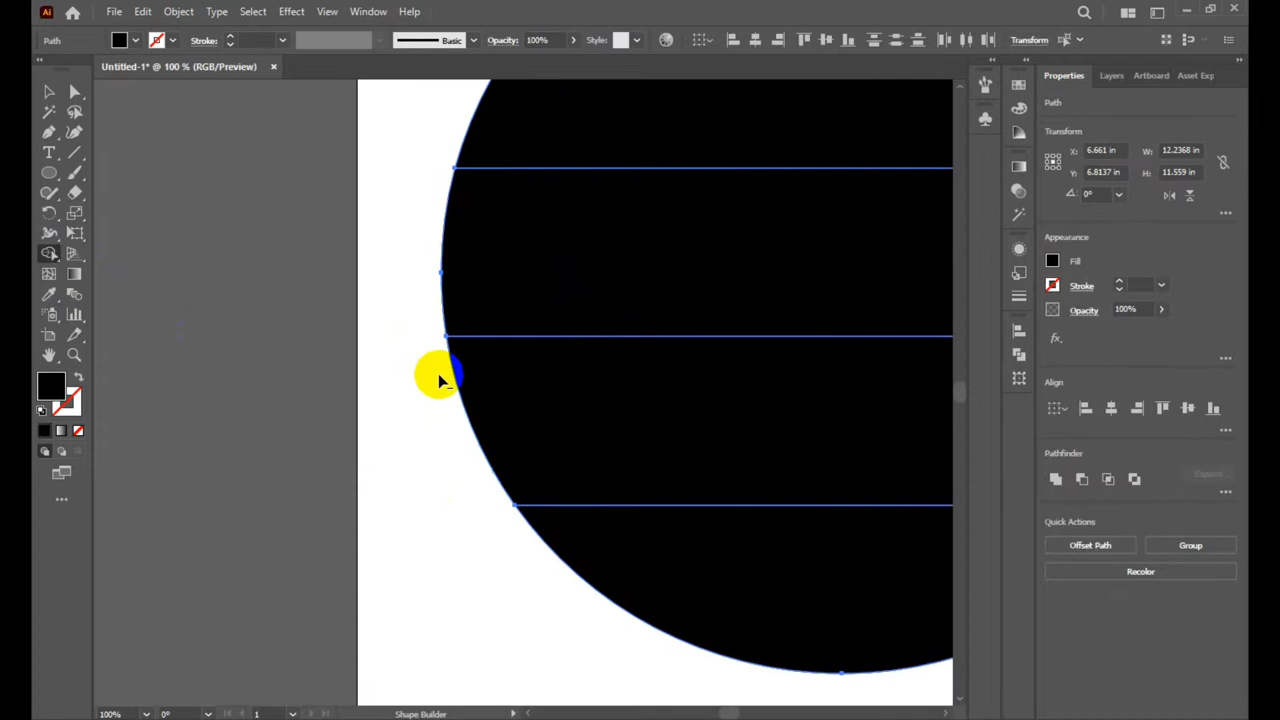 Ai File Edit Object Type Select Effect View Window Help
Path Stroke: Basic Opacity: 100% Style: Transform
Untitled-1* @ 100 % (RGB/Preview) ×
Properties Layers Artboard Asset Exp
Path
Transform
X: 6.661 in W: 12.2368 in
Y: 6.8137 in H: 11.559 in
0°
Appearance
Fill
Stroke
Opacity 100%
fx.
Align
Pathfinder
Expand
Quick Actions
Offset Path Group
Recolor
100% 0° 1 Shape Builder